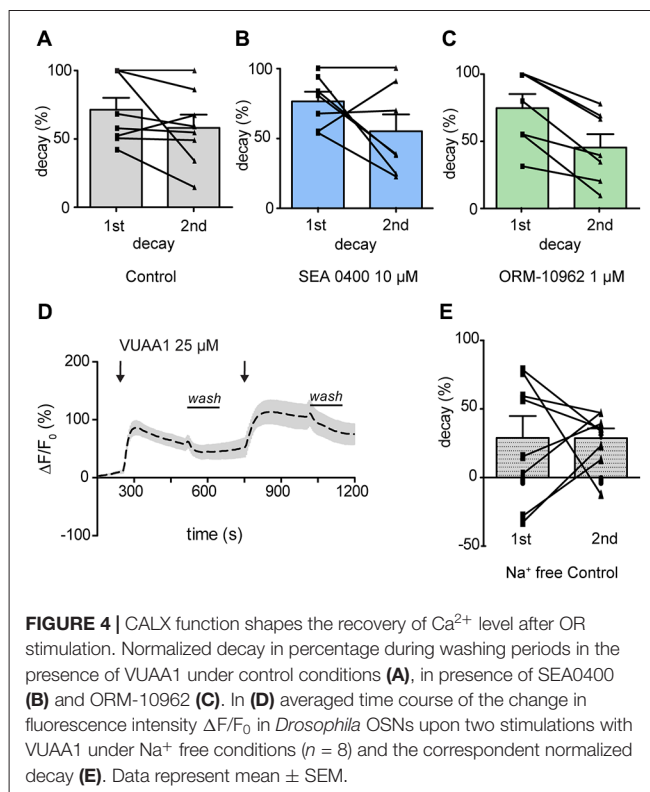 A
B
C
decay (%)
100
50
0
1st
2nd
decay
Control
decay (%)
100
50
0
1st
2nd
decay
SEA 0400 10 µM
decay (%)
100
50
0
1st
2nd
decay
ORM-10962 1 µM
D
VUAA1 25 µM
wash
wash
ΔF/F₀ (%)
200
100
0
-100
300
600
900
1200
time (s)
E
decay (%)
100
50
0
-50
1st
2nd
Na⁺ free Control
FIGURE 4 | CALX function shapes the recovery of Ca²⁺ level after OR
stimulation. Normalized decay in percentage during washing periods in the
presence of VUAA1 under control conditions (A), in presence of SEA0400
(B) and ORM-10962 (C). In (D) averaged time course of the change in
fluorescence intensity ΔF/F₀ in Drosophila OSNs upon two stimulations with
VUAA1 under Na⁺ free conditions (n = 8) and the correspondent normalized
decay (E). Data represent mean ± SEM.